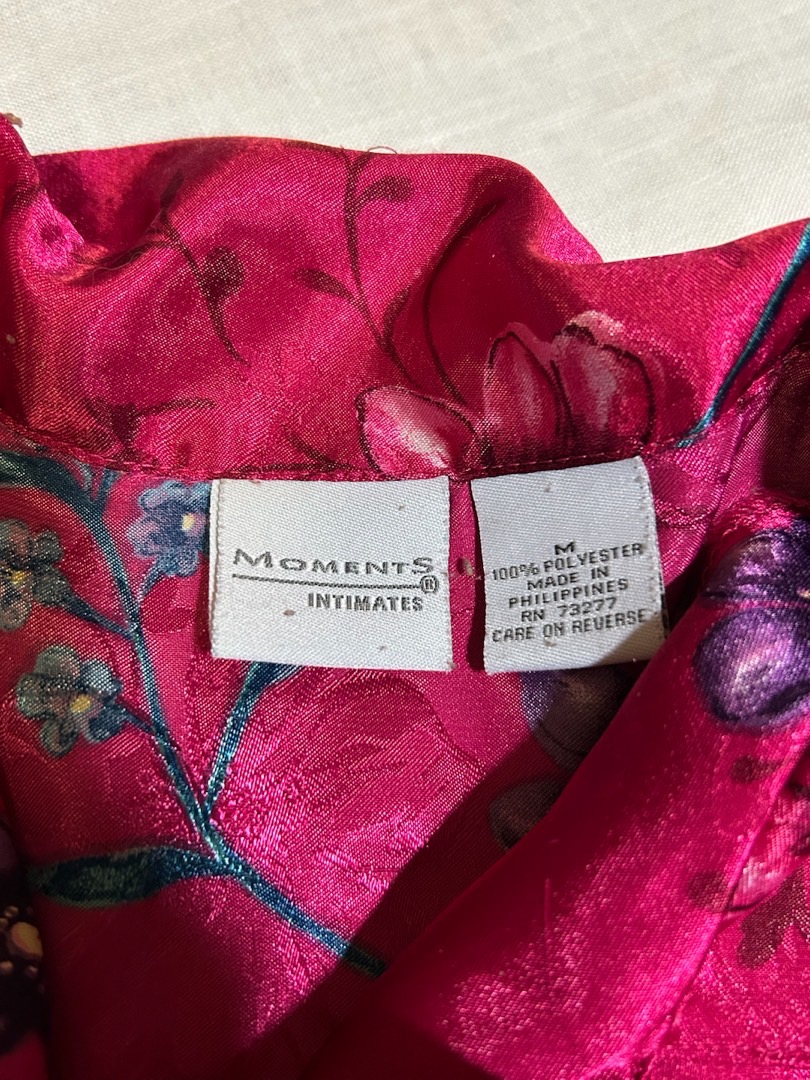 MOMENTS
®
INTIMATES
M
100% POLYESTER
MADE IN
PHILIPPINES
RN 73277
CARE ON REVERSE